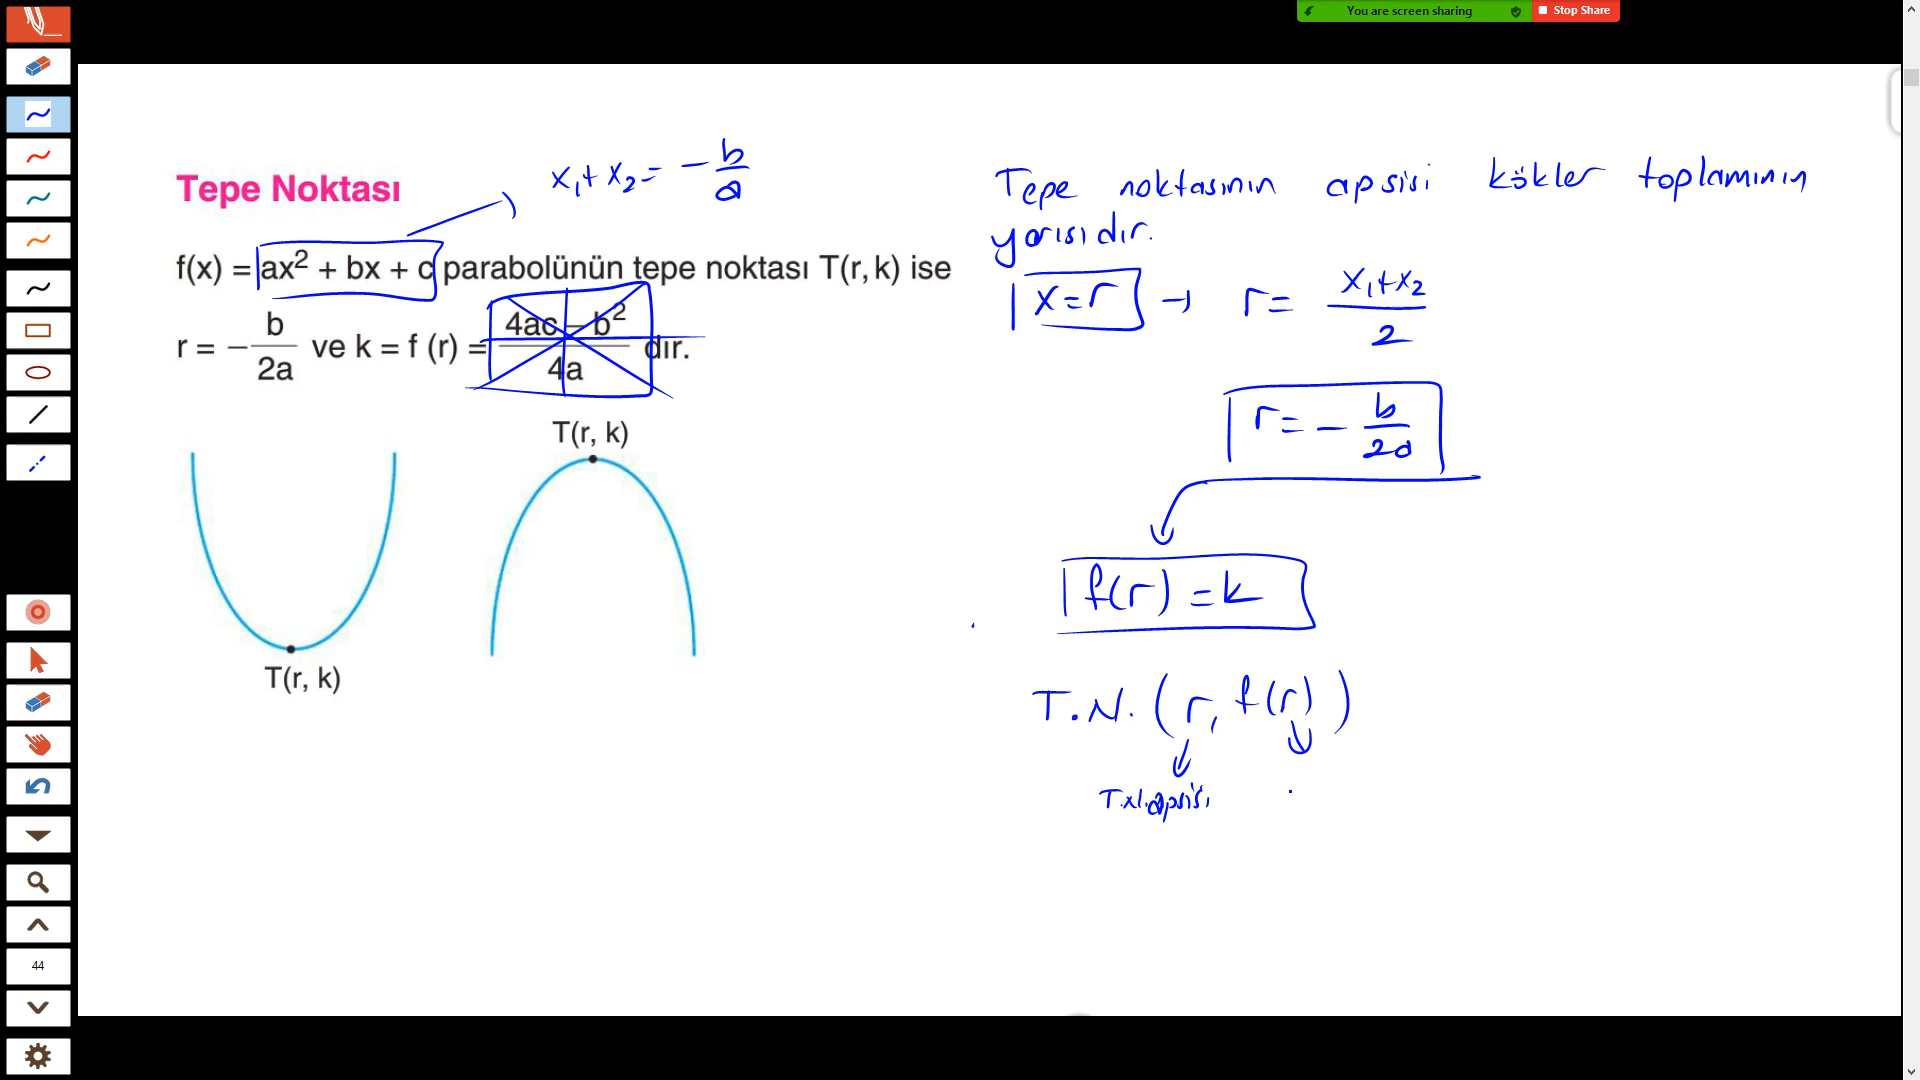 You are screen sharing
Stop Share
Tepe Noktası
x₁+x₂= -b/a
f(x) = ax² + bx + c parabolünün tepe noktası T(r, k) ise
r = -b/2a ve k = f (r) = 4ac - b²/4a dır.
T(r, k)
T(r, k)
Tepe noktasının apsisi kökler toplamının
yarısıdır.
x=r → r= x₁+x₂/2
r= -b/2a
f(r) =k
T.N. (r, f(r))
apsisi
44